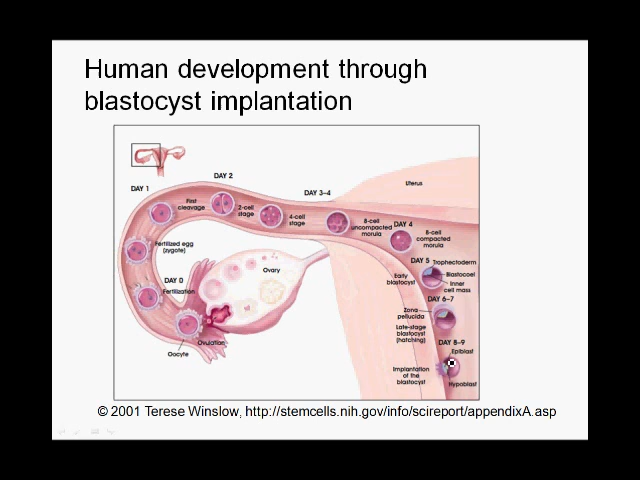 Human development through
blastocyst implantation
DAY 1
DAY 2
DAY 3–4
Uterus
First
cleavage
2-cell
stage
4-cell
stage
8-cell
uncompacted
morula
DAY 4
8-cell
compacted
morula
Fertilized egg
(zygote)
DAY 0
Fertilization
Ovary
Ovulation
Oocyte
DAY 5
Trophectoderm
Early
blastocyst
Blastocoel
Inner
cell mass
DAY 6–7
Zona
pellucida
Late-stage
blastocyst
(hatching)
DAY 8–9
Epiblast
Implantation
of the
blastocyst
Hypoblast
© 2001 Terese Winslow, http://stemcells.nih.gov/info/scireport/appendixA.asp